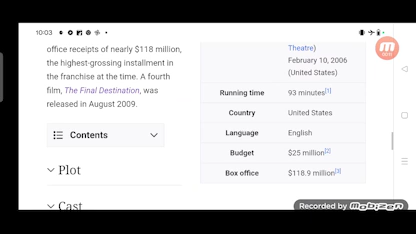 10:03
office receipts of nearly $118 million,
the highest-grossing installment in
the franchise at the time. A fourth
film, The Final Destination, was
released in August 2009.
Contents
Plot
Cast
Theatre)
February 10, 2006
(United States)
Running time 93 minutes[1]
Country United States
Language English
Budget $25 million[2]
Box office $118.9 million[3]
Recorded by mobizen